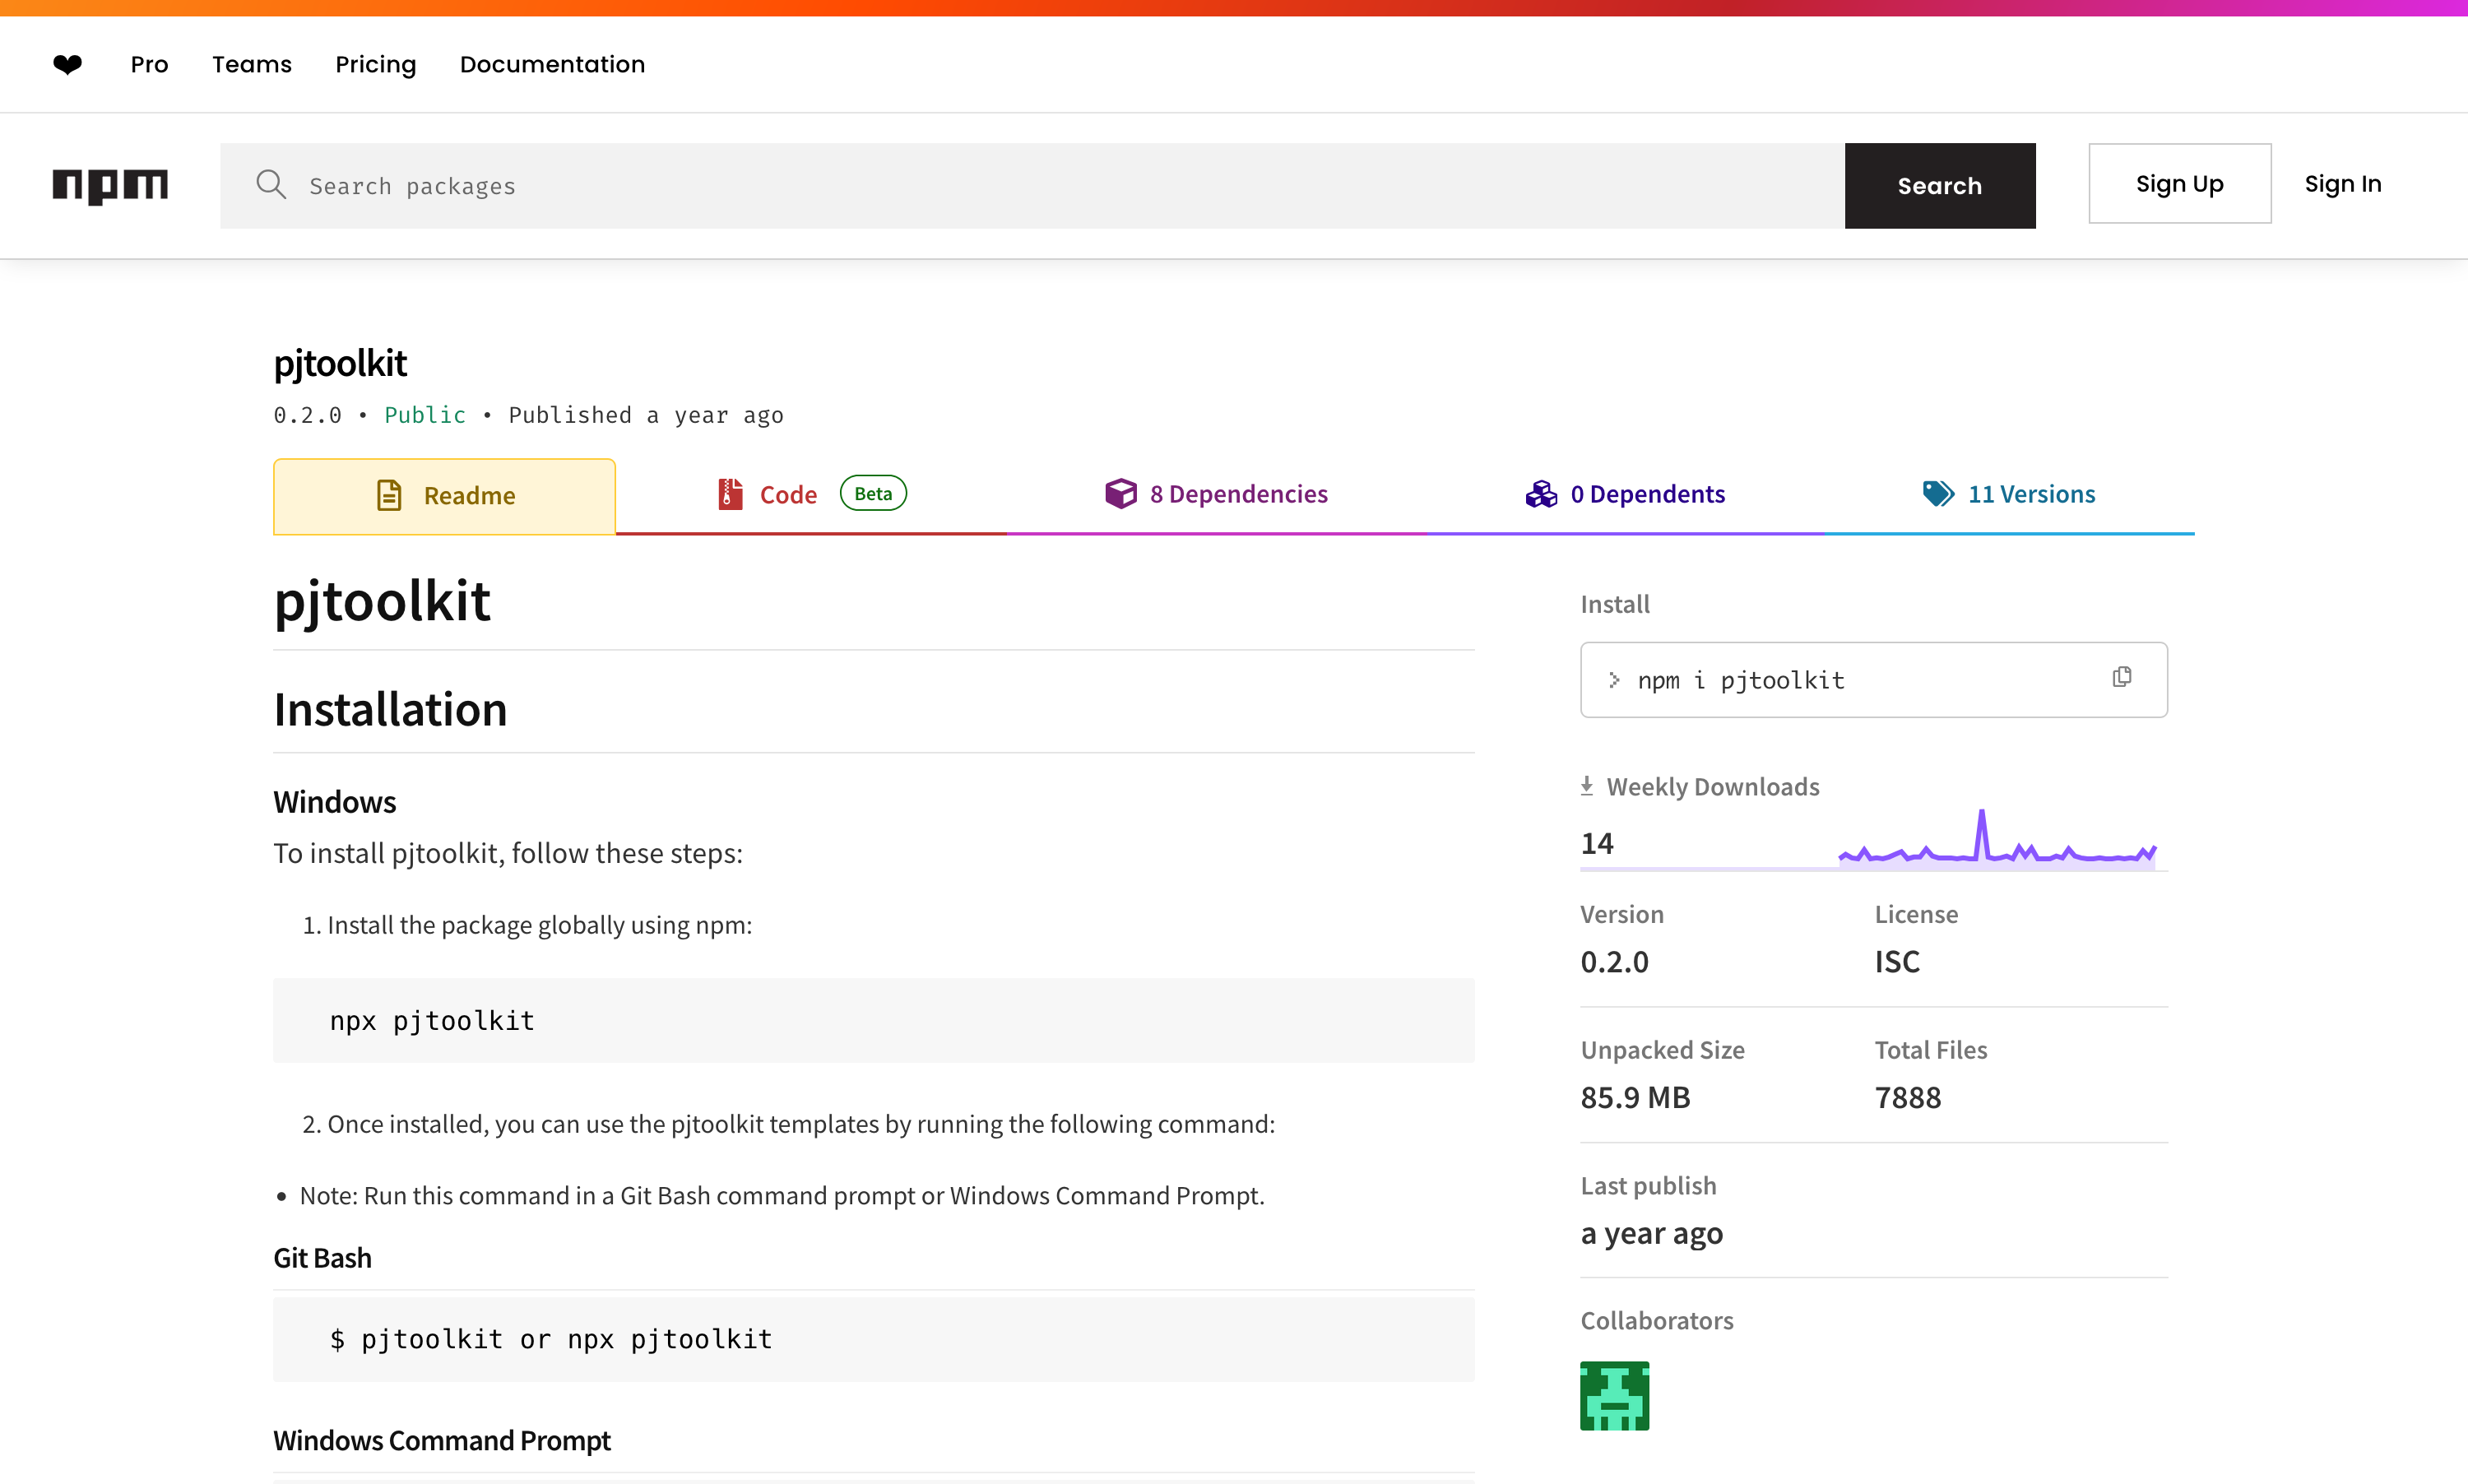 Pro Teams Pricing Documentation
npm
Search packages
Search
Sign Up
Sign In
pjtoolkit
0.2.0 • Public • Published a year ago
Readme
Code Beta
8 Dependencies
0 Dependents
11 Versions
pjtoolkit
Installation
Windows
To install pjtoolkit, follow these steps:
1. Install the package globally using npm:
npx pjtoolkit
2. Once installed, you can use the pjtoolkit templates by running the following command:
• Note: Run this command in a Git Bash command prompt or Windows Command Prompt.
Git Bash
$ pjtoolkit or npx pjtoolkit
Windows Command Prompt
Install
npm i pjtoolkit
Weekly Downloads
14
Version
0.2.0
License
ISC
Unpacked Size
85.9 MB
Total Files
7888
Last publish
a year ago
Collaborators